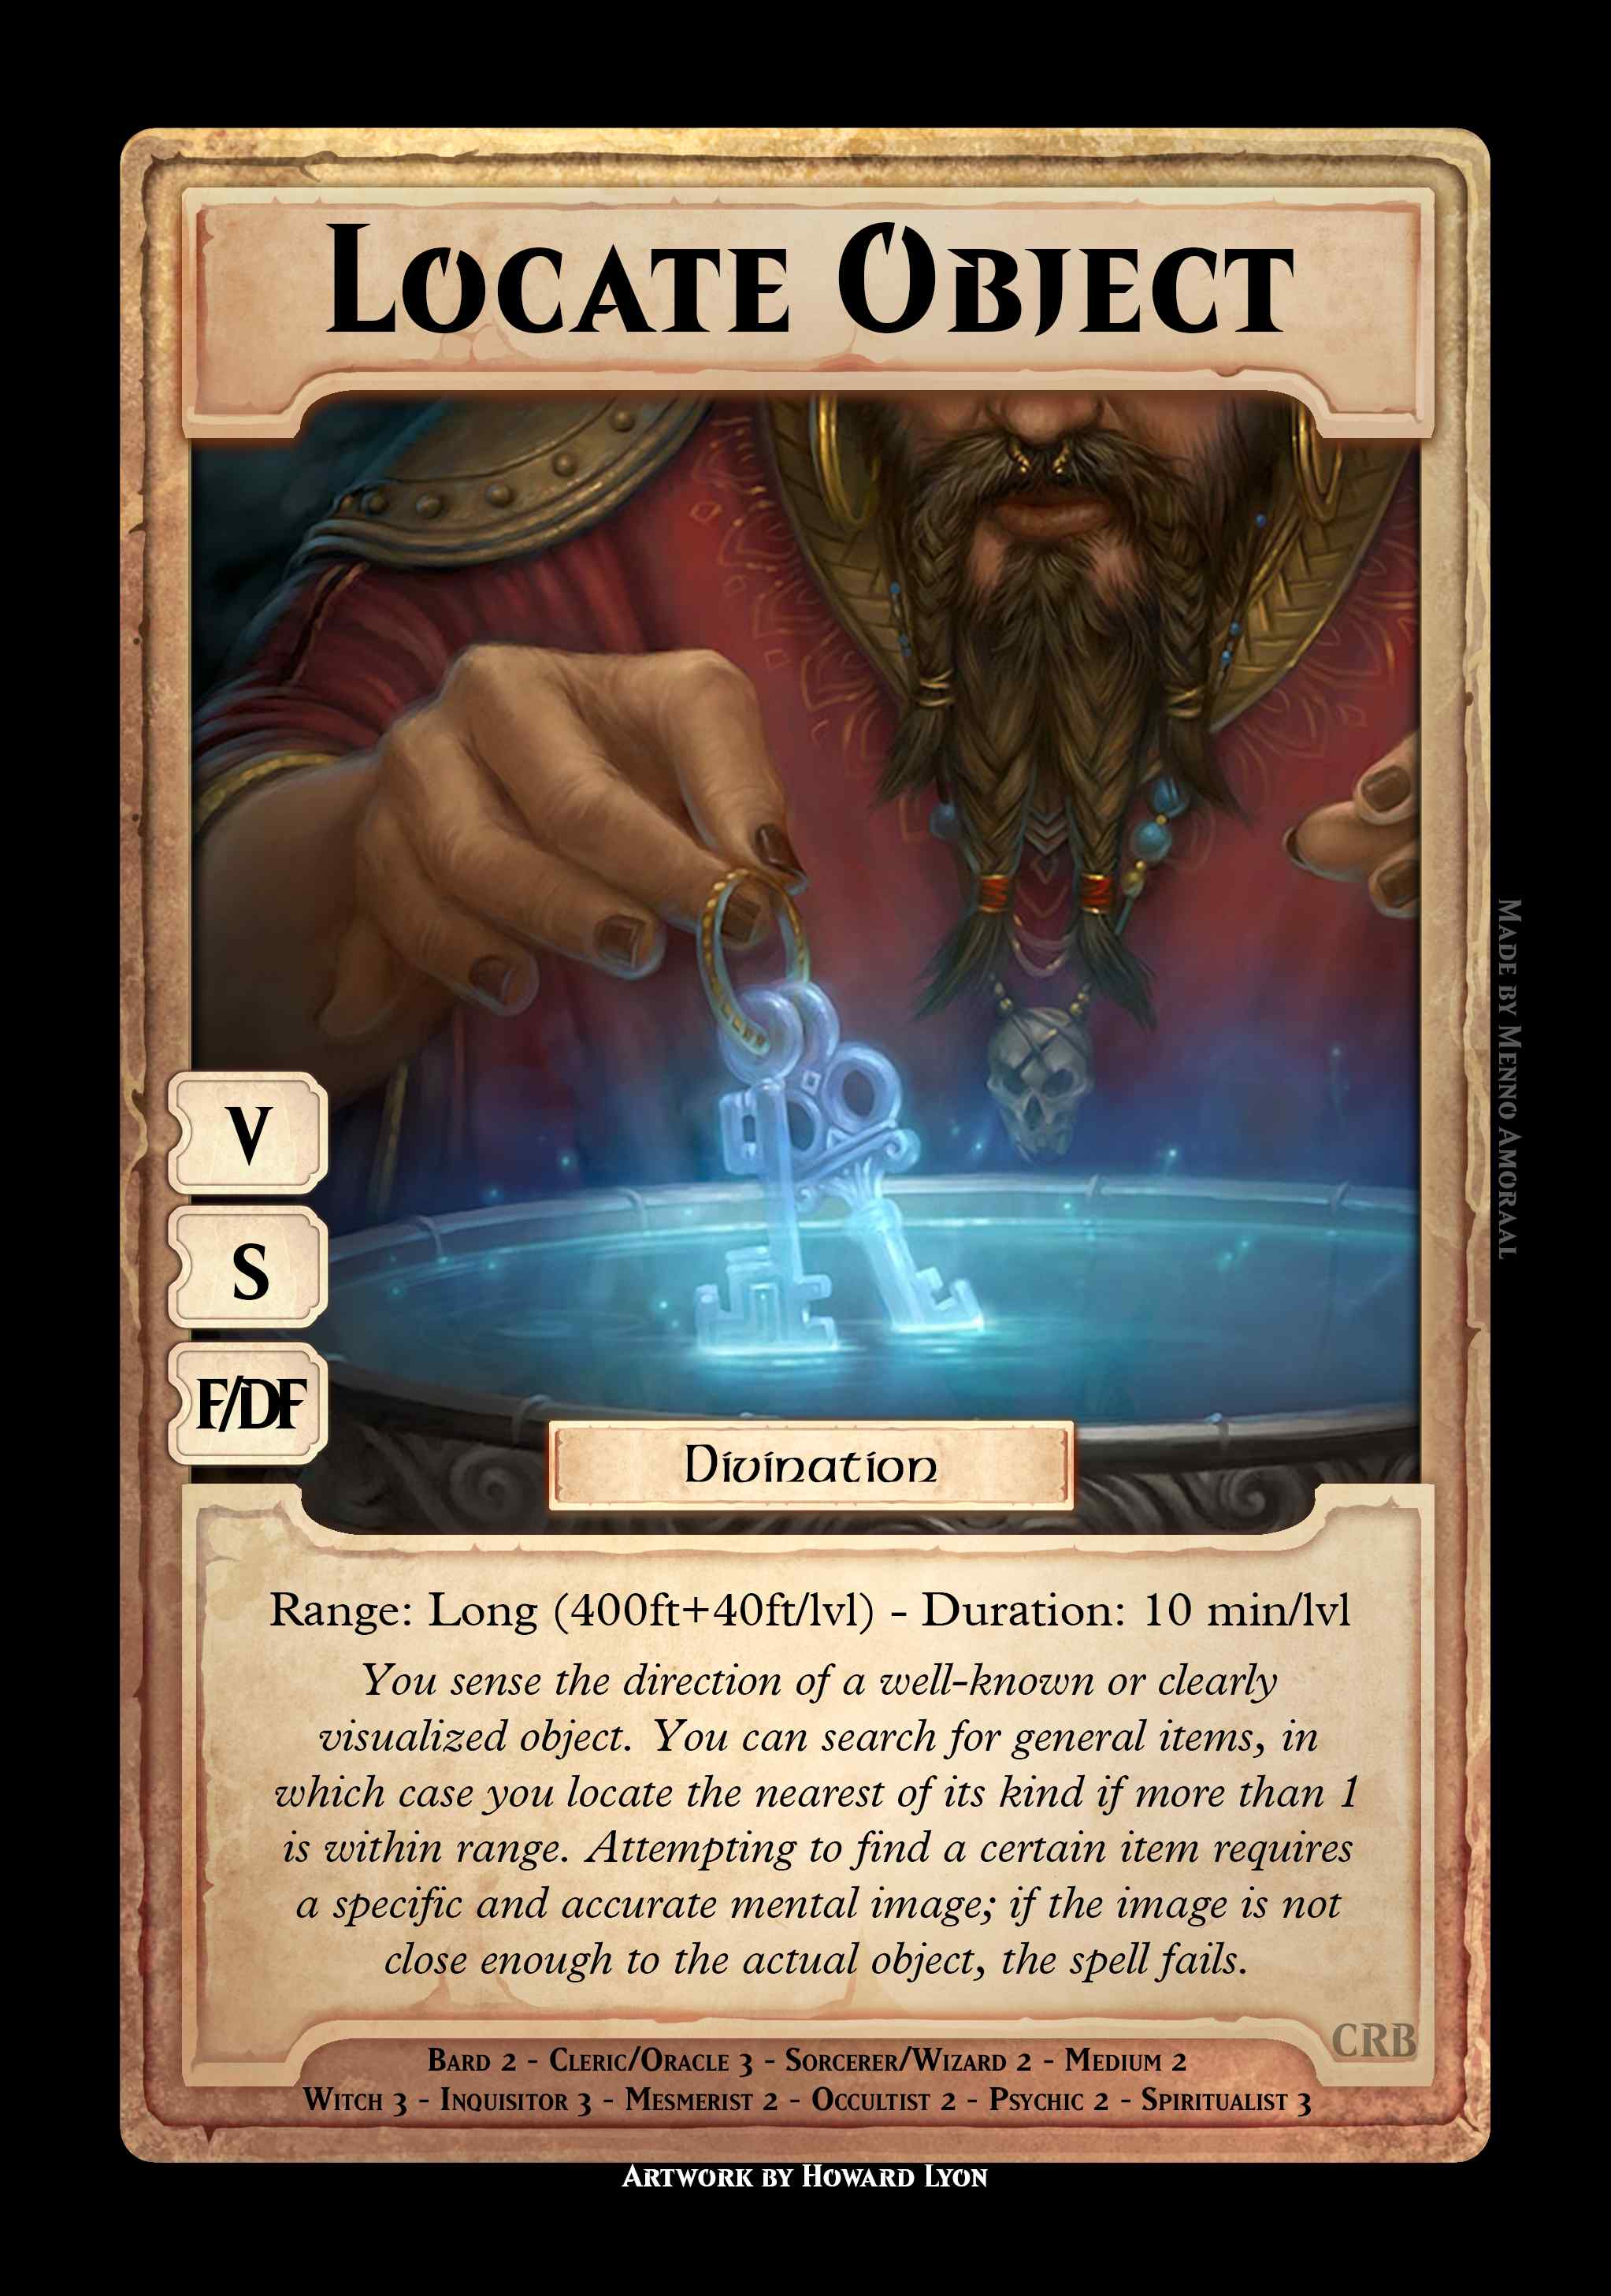 Locate Object
V
S
F/DF
Divination
Range: Long (400ft+40ft/lvl) - Duration: 10 min/lvl
You sense the direction of a well-known or clearly
visualized object. You can search for general items, in
which case you locate the nearest of its kind if more than 1
is within range. Attempting to find a certain item requires
a specific and accurate mental image; if the image is not
close enough to the actual object, the spell fails.
CRB
Bard 2 - Cleric/Oracle 3 - Sorcerer/Wizard 2 - Medium 2
Witch 3 - Inquisitor 3 - Mesmerist 2 - Occultist 2 - Psychic 2 - Spiritualist 3
Artwork by Howard Lyon
Made by Menno Amoraal